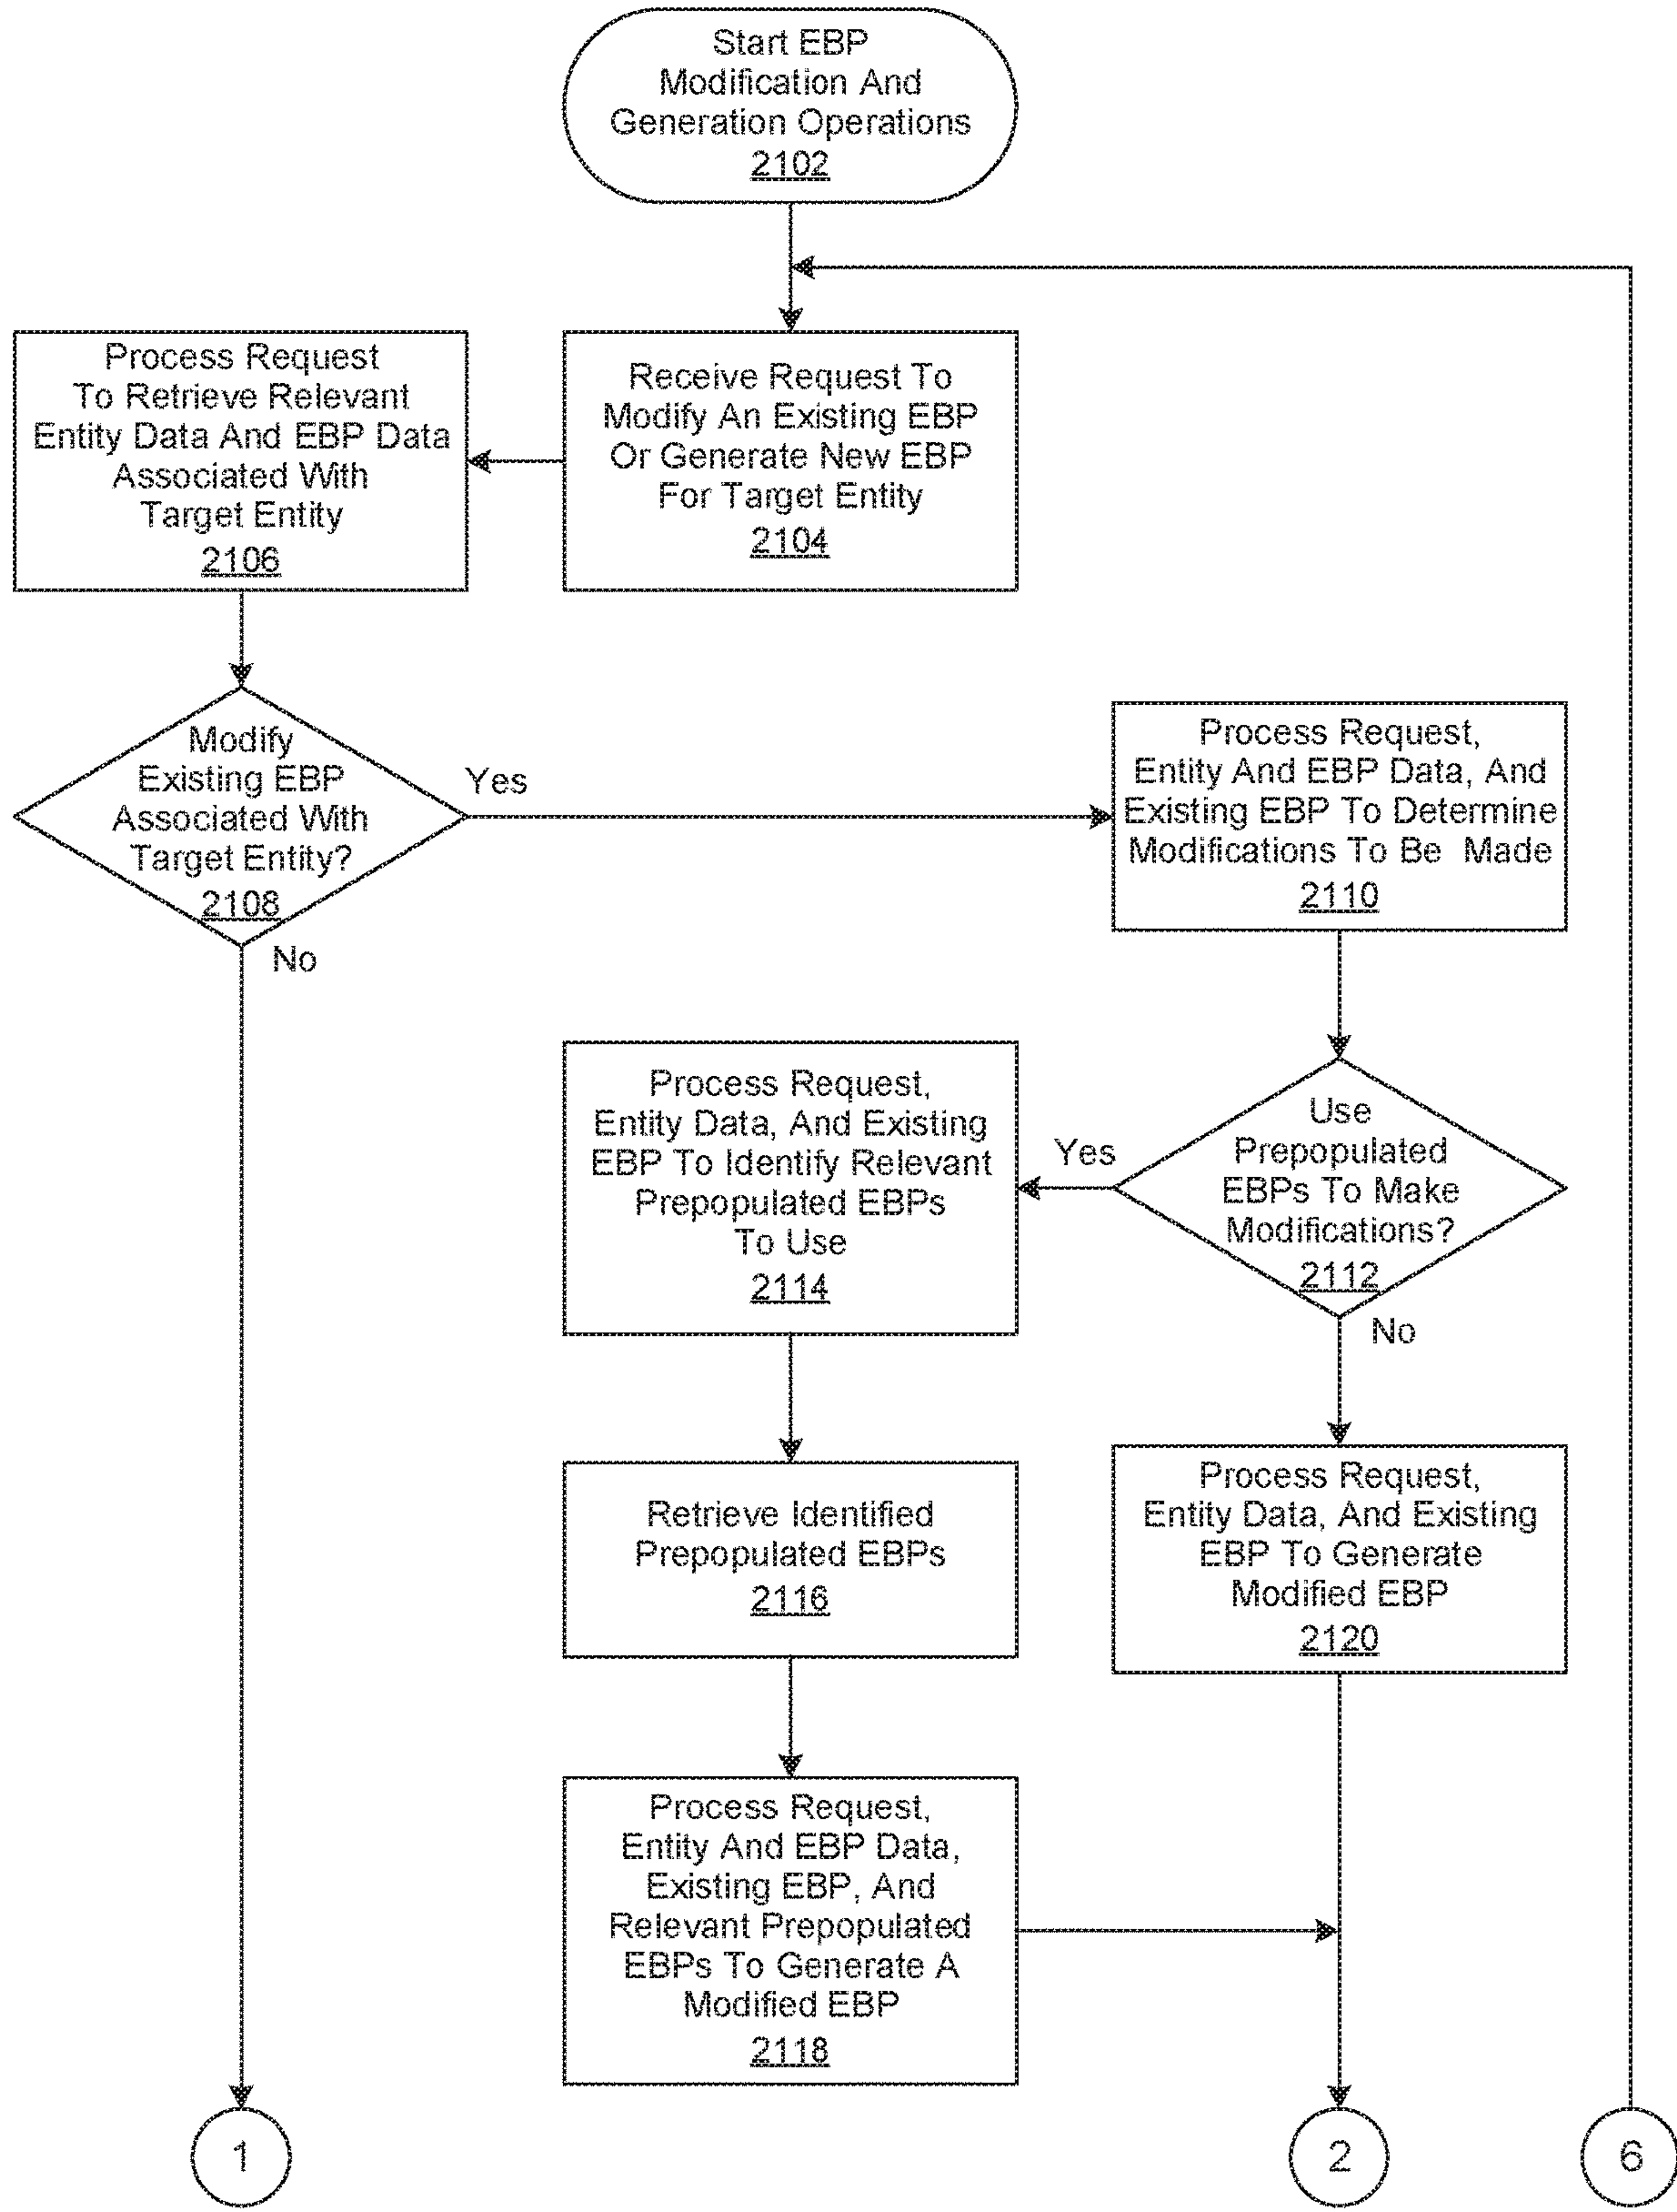 Start EBP
Modification And
Generation Operations
2102
Process Request
To Retrieve Relevant
Entity Data And EBP Data
Associated With
Target Entity
2106
Receive Request To
Modify An Existing EBP
Or Generate New EBP
For Target Entity
2104
Modify
Existing EBP
Associated With
Target Entity?
2108
Yes
No
Process Request,
Entity And EBP Data, And
Existing EBP To Determine
Modifications To Be Made
2110
Use
Prepopulated
EBPs To Make
Modifications?
2112
Yes
No
Process Request,
Entity Data, And Existing
EBP To Identify Relevant
Prepopulated EBPs
To Use
2114
Retrieve Identified
Prepopulated EBPs
2116
Process Request,
Entity Data, And Existing
EBP To Generate
Modified EBP
2120
Process Request,
Entity And EBP Data,
Existing EBP, And
Relevant Prepopulated
EBPs To Generate A
Modified EBP
2118
1
2
6